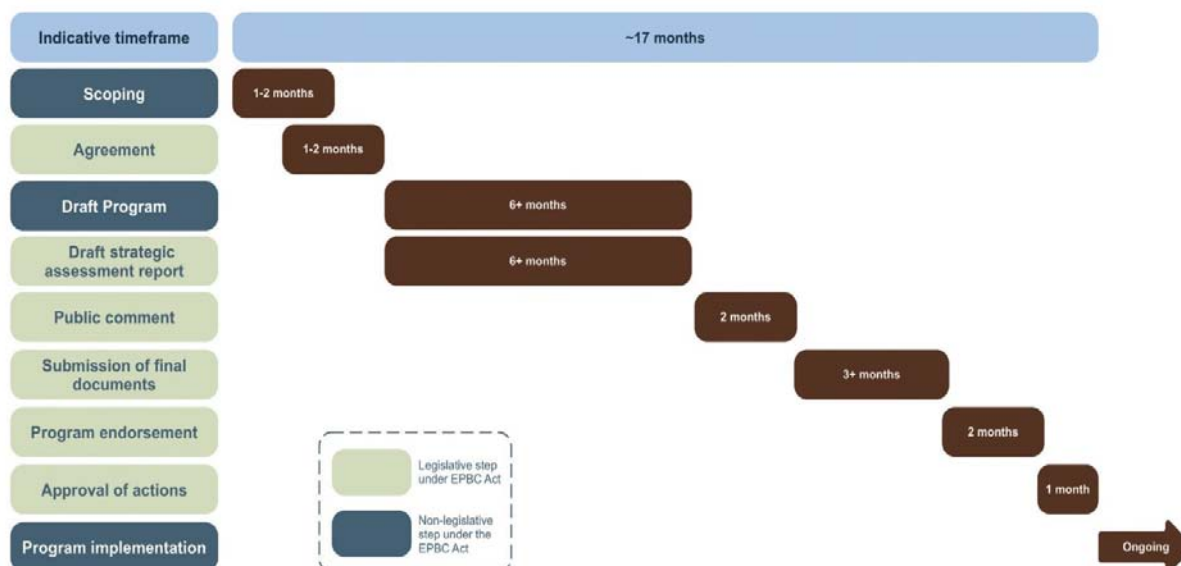 Indicative timeframe
~17 months
Scoping
1-2 months
Agreement
1-2 months
Draft Program
6+ months
Draft strategic
assessment report
6+ months
Public comment
2 months
Submission of final
documents
3+ months
Program endorsement
2 months
Approval of actions
1 month
Program implementation
Ongoing
Legislative step
under EPBC Act
Non-legislative
step under the
EPBC Act